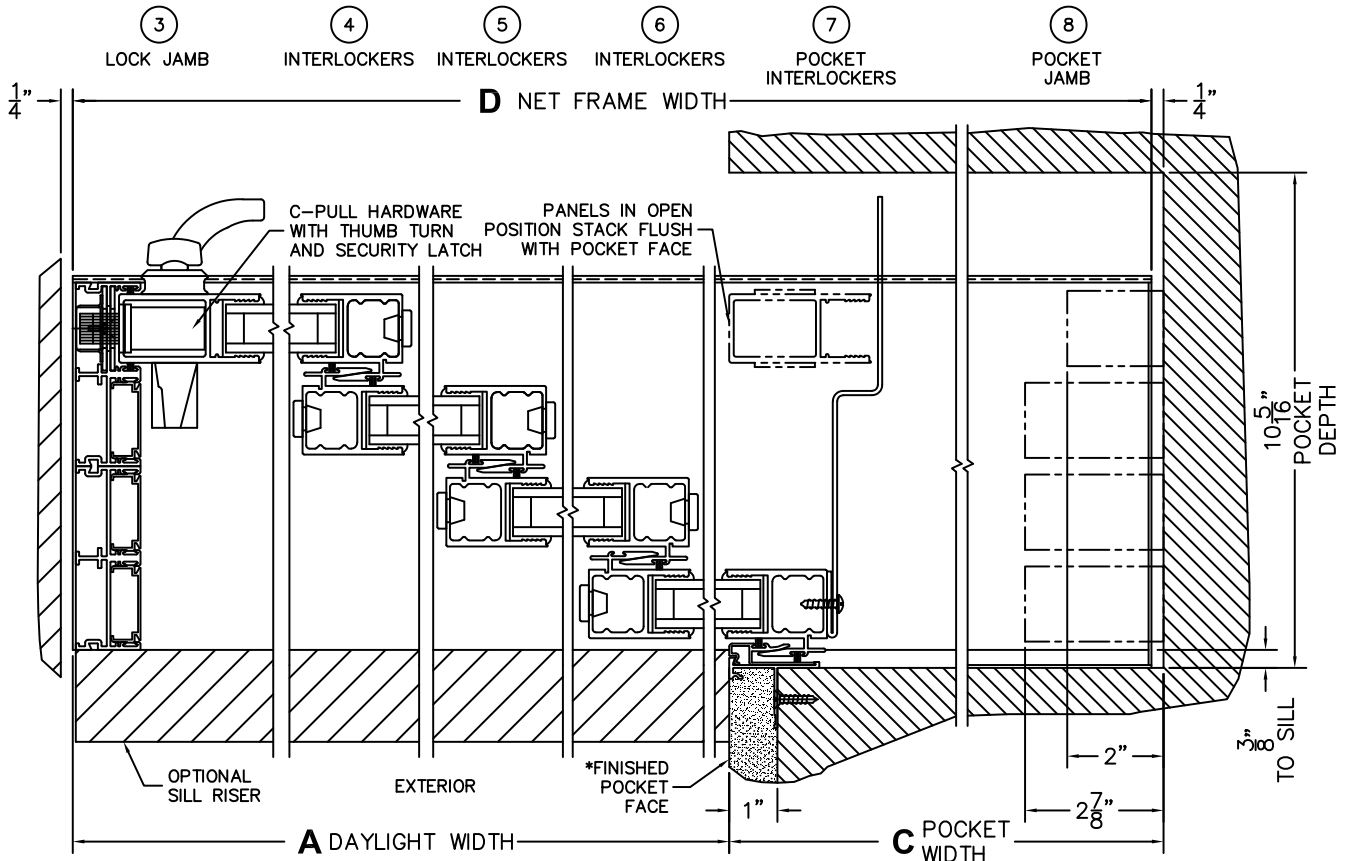 3
LOCK JAMB
4
INTERLOCKERS
5
INTERLOCKERS
6
INTERLOCKERS
7
POCKET
INTERLOCKERS
8
POCKET
JAMB
1/4"
D NET FRAME WIDTH
1/4"
C-PULL HARDWARE
WITH THUMB TURN
AND SECURITY LATCH
PANELS IN OPEN
POSITION STACK FLUSH
WITH POCKET FACE
10 5/16"
POCKET
DEPTH
3/8"
TO SILL
OPTIONAL
SILL RISER
EXTERIOR
*FINISHED
POCKET
FACE
1"
2"
2 7/8"
A DAYLIGHT WIDTH
C POCKET
WIDTH